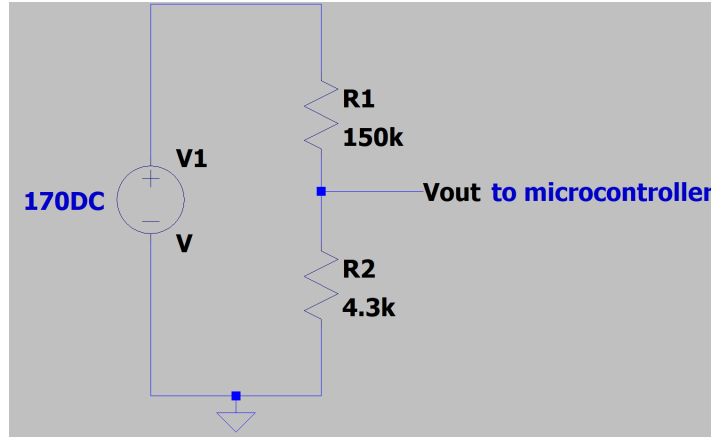 R1
150k
V1
170DC
V
Vout to microcontroller
R2
4.3k